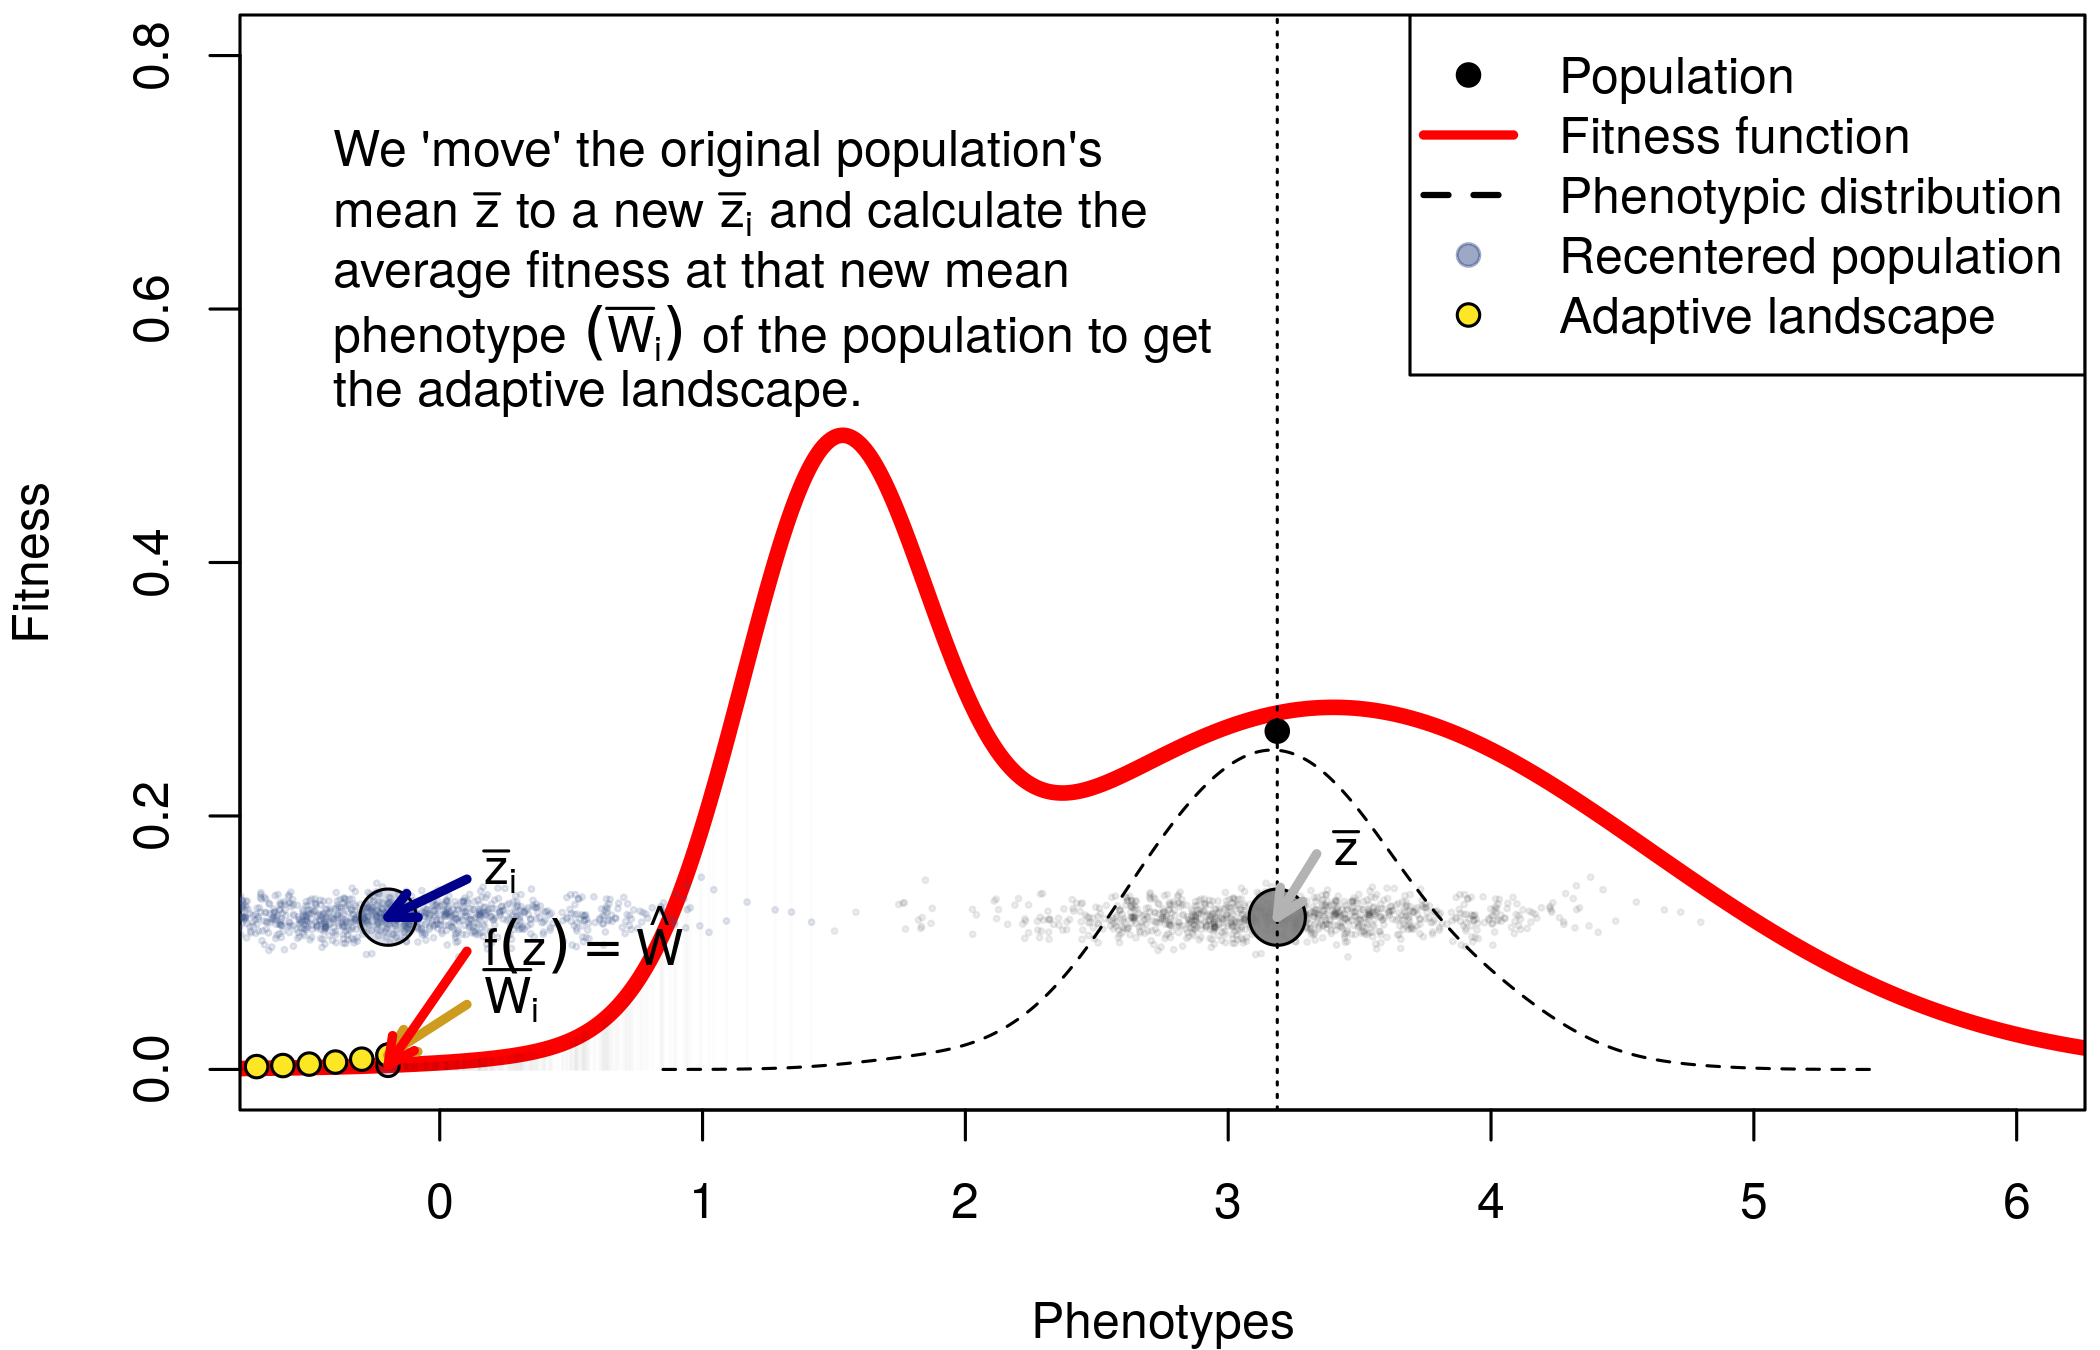 We 'move' the original population's
mean z̅ to a new z̅ᵢ and calculate the
average fitness at that new mean
phenotype (W̅ᵢ) of the population to get
the adaptive landscape.
Population
Fitness function
Phenotypic distribution
Recentered population
Adaptive landscape
Fitness
0.8
0.6
0.4
0.2
0.0
z̅ᵢ
f(z) = Ŵ
W̅ᵢ
z̅
0 1 2 3 4 5 6
Phenotypes